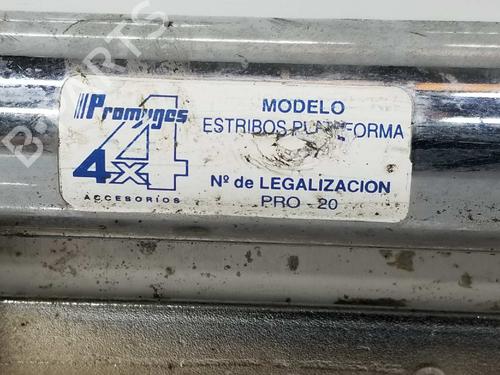 Promyges
4x4
ACCESORIOS
MODELO
ESTRIBOS PLATAFORMA
Nº de LEGALIZACION
PRO - 20